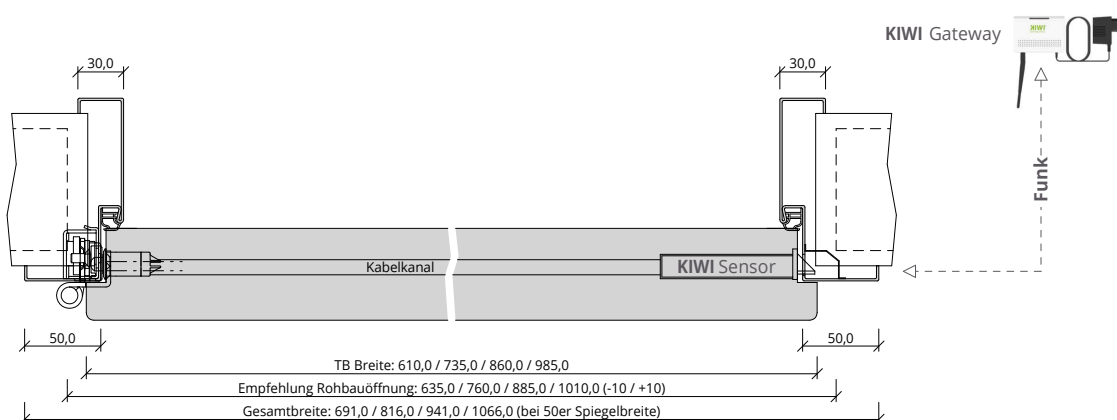 KIWI Gateway
KIWI
30,0
30,0
Funk
Kabelkanal
KIWI Sensor
50,0
50,0
TB Breite: 610,0 / 735,0 / 860,0 / 985,0
Empfehlung Rohbauöffnung: 635,0 / 760,0 / 885,0 / 1010,0 (-10 / +10)
Gesamtbreite: 691,0 / 816,0 / 941,0 / 1066,0 (bei 50er Spiegelbreite)